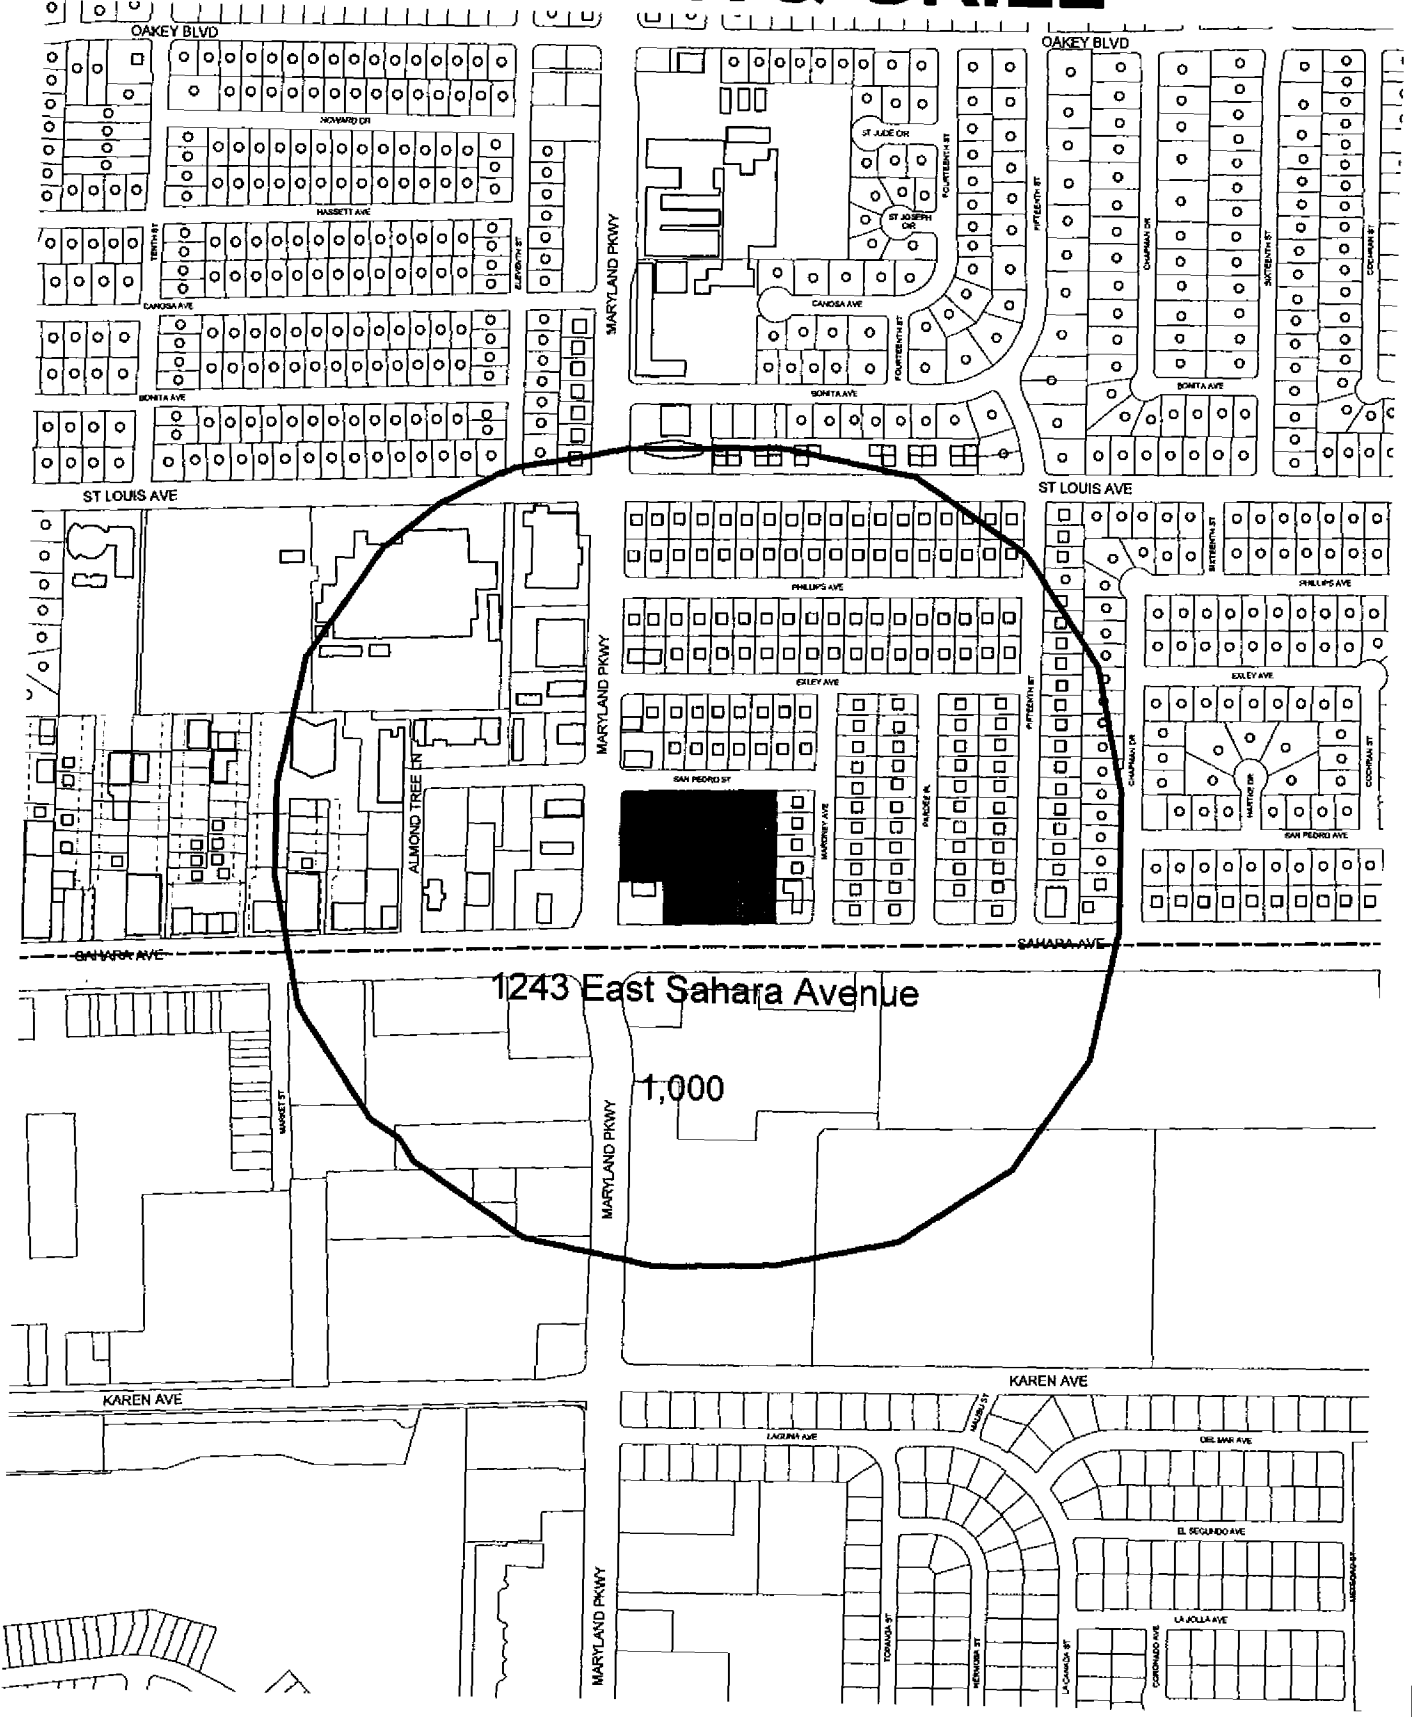 & GRILL
OAKEY BLVD
OAKEY BLVD
HOWARD DR
ST JUDE CIR
FOURTEENTH ST
FIFTEENTH ST
HASSETT AVE
ST JOSEPH
CIR
TENTH ST
ELEVENTH ST
MARYLAND PKWY
CHAPMAN DR
SIXTEENTH ST
COCHRAN ST
CANOSA AVE
CANOSA AVE
FOURTEENTH ST
BONITA AVE
BONITA AVE
BONITA AVE
ST LOUIS AVE
ST LOUIS AVE
SIXTEENTH ST
PHILLIPS AVE
PHILLIPS AVE
MARYLAND PKWY
EXLEY AVE
EXLEY AVE
FIFTEENTH ST
CHAPMAN DR
COCHRAN ST
SAN PEDRO ST
ALMOND TREE LN
MARONEY AVE
PARDEE PL
HARTKE DR
SAN PEDRO AVE
SAHARA AVE
SAHARA AVE
1243 East Sahara Avenue
1,000
MARKET ST
MARYLAND PKWY
KAREN AVE
KAREN AVE
MALIBU ST
LAGUNA AVE
DEL MAR AVE
EL SEGUNDO AVE
MARYLAND PKWY
LA JOLLA AVE
TOPANGA ST
HERMOSA ST
LA CANADA ST
CORONADO AVE